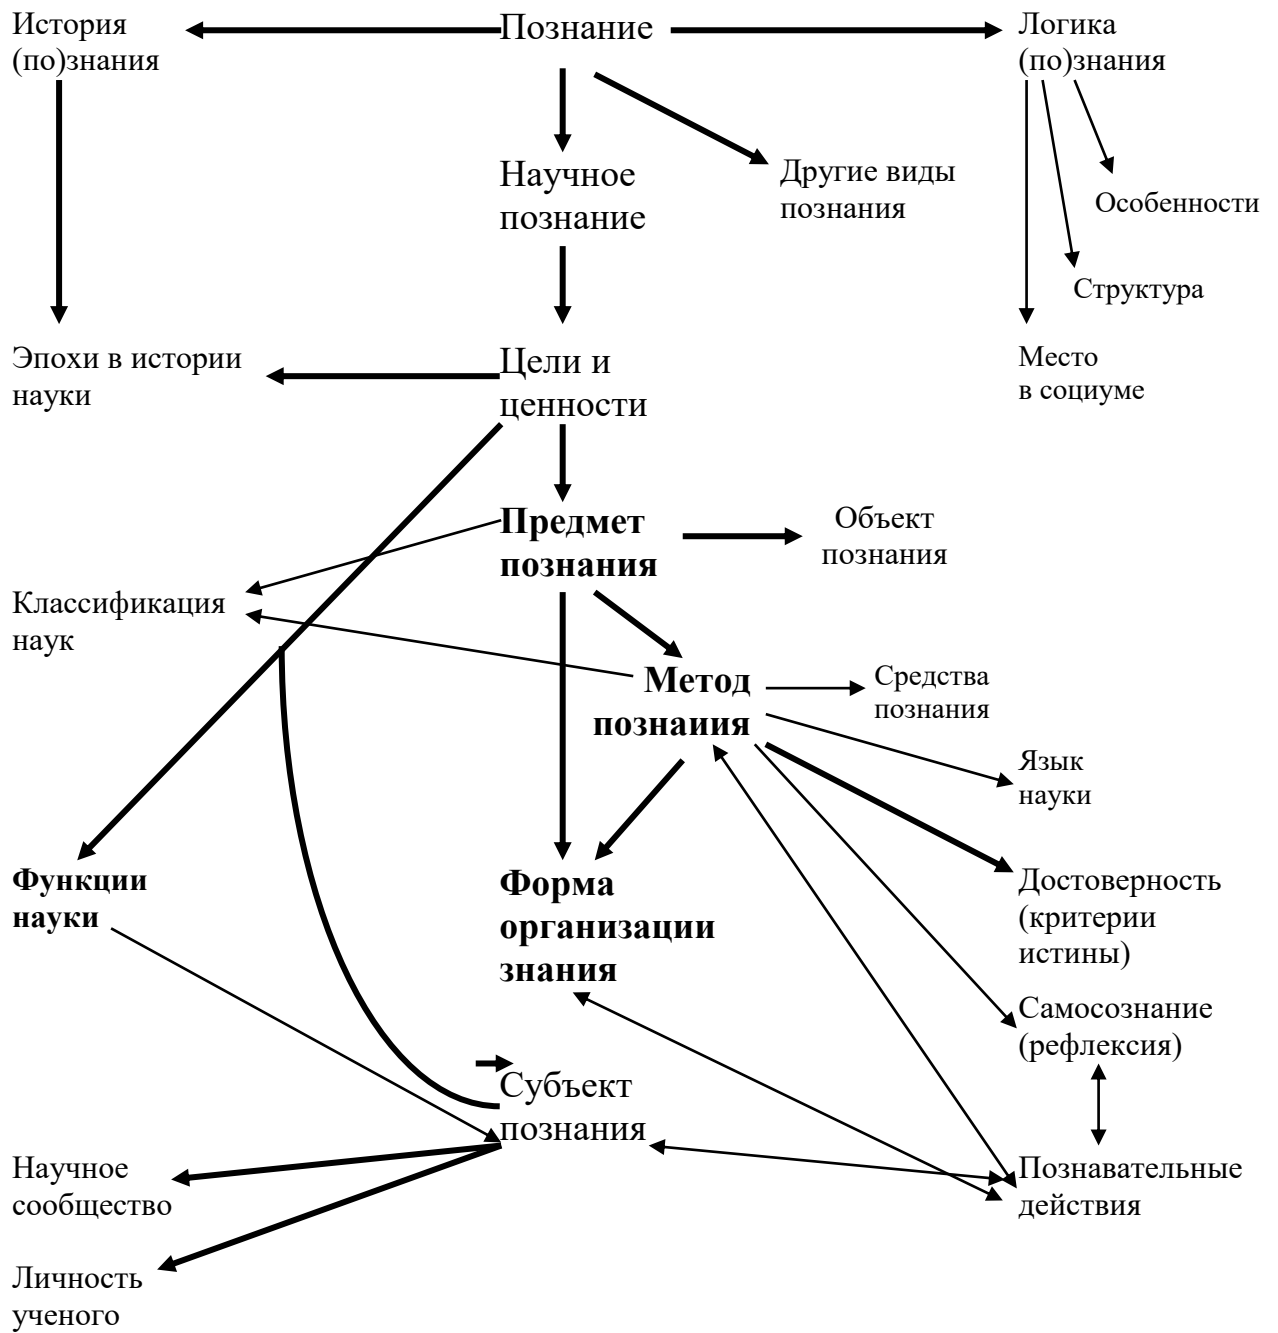 История
(по)знания
Познание
Логика
(по)знания
Научное
познание
Другие виды
познания
Особенности
Структура
Эпохи в истории
науки
Цели и
ценности
Место
в социуме
Предмет
познания
Объект
познания
Классификация
наук
Метод
познаиия
Средства
познания
Язык
науки
Функции
науки
Форма
организации
знания
Достоверность
(критерии
истины)
Самосознание
(рефлексия)
Субъект
познания
Научное
сообщество
Познавательные
действия
Личность
ученого